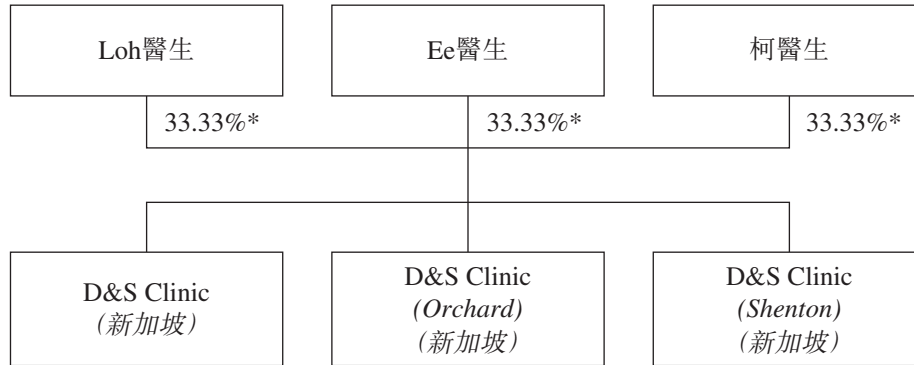 Loh醫生
Ee醫生
柯醫生
33.33%*
33.33%*
33.33%*
D&S Clinic
(新加坡)
D&S Clinic
(Orchard)
(新加坡)
D&S Clinic
(Shenton)
(新加坡)